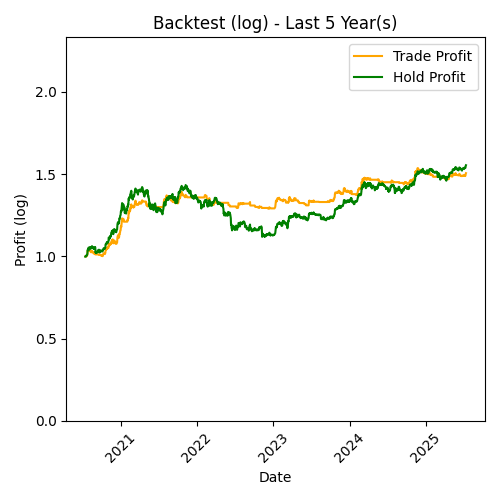 Backtest (log) - Last 5 Year(s)
Trade Profit
Hold Profit
Profit (log)
2.0
1.5
1.0
0.5
0.0
2021
2022
2023
2024
2025
Date